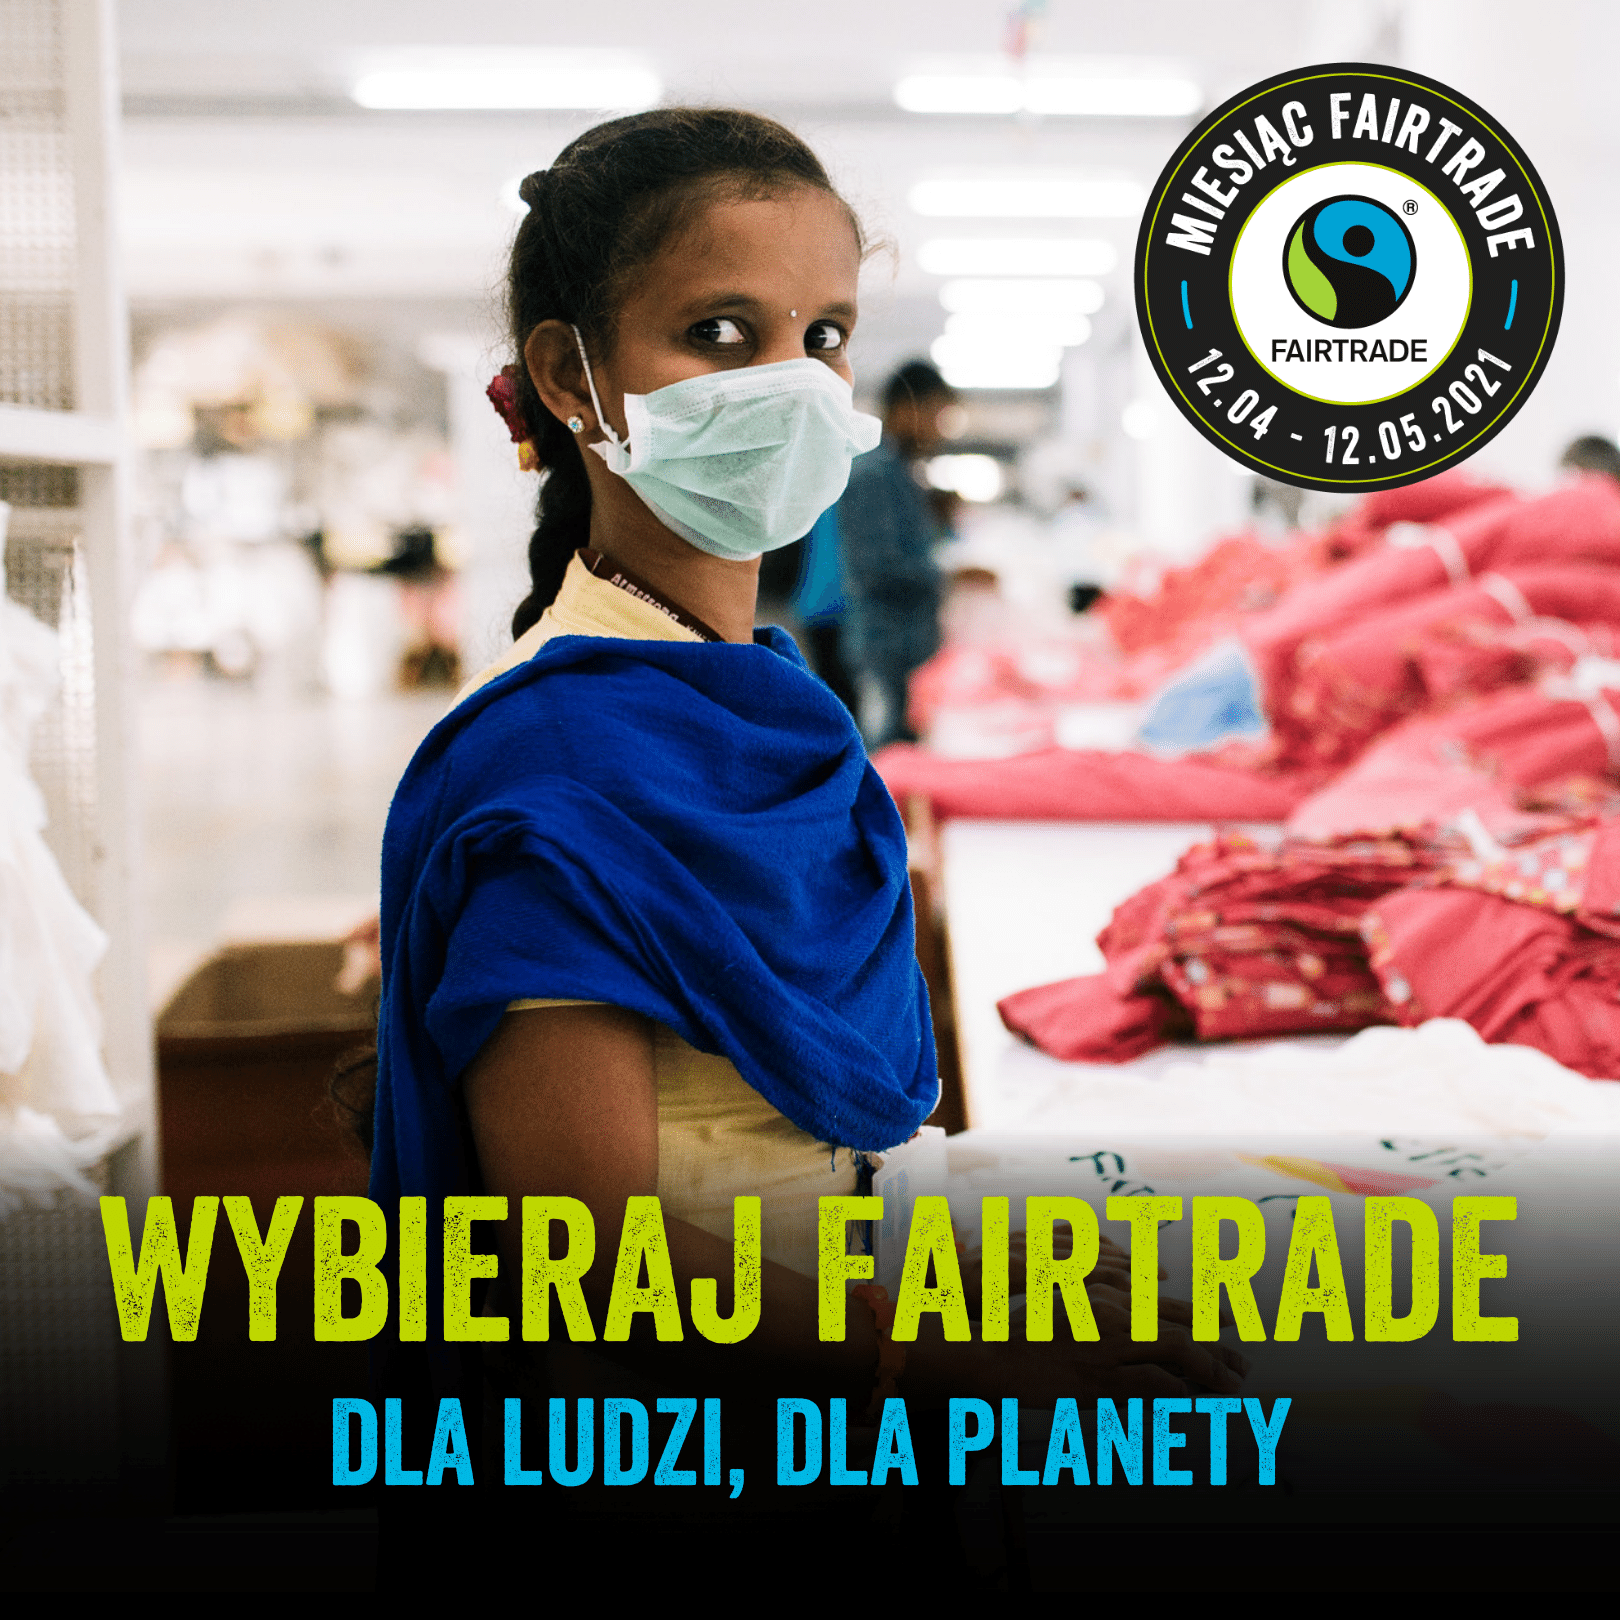 MIESIĄC FAIRTRADE
®
FAIRTRADE
12.04 - 12.05.2021
WYBIERAJ FAIRTRADE
DLA LUDZI, DLA PLANETY